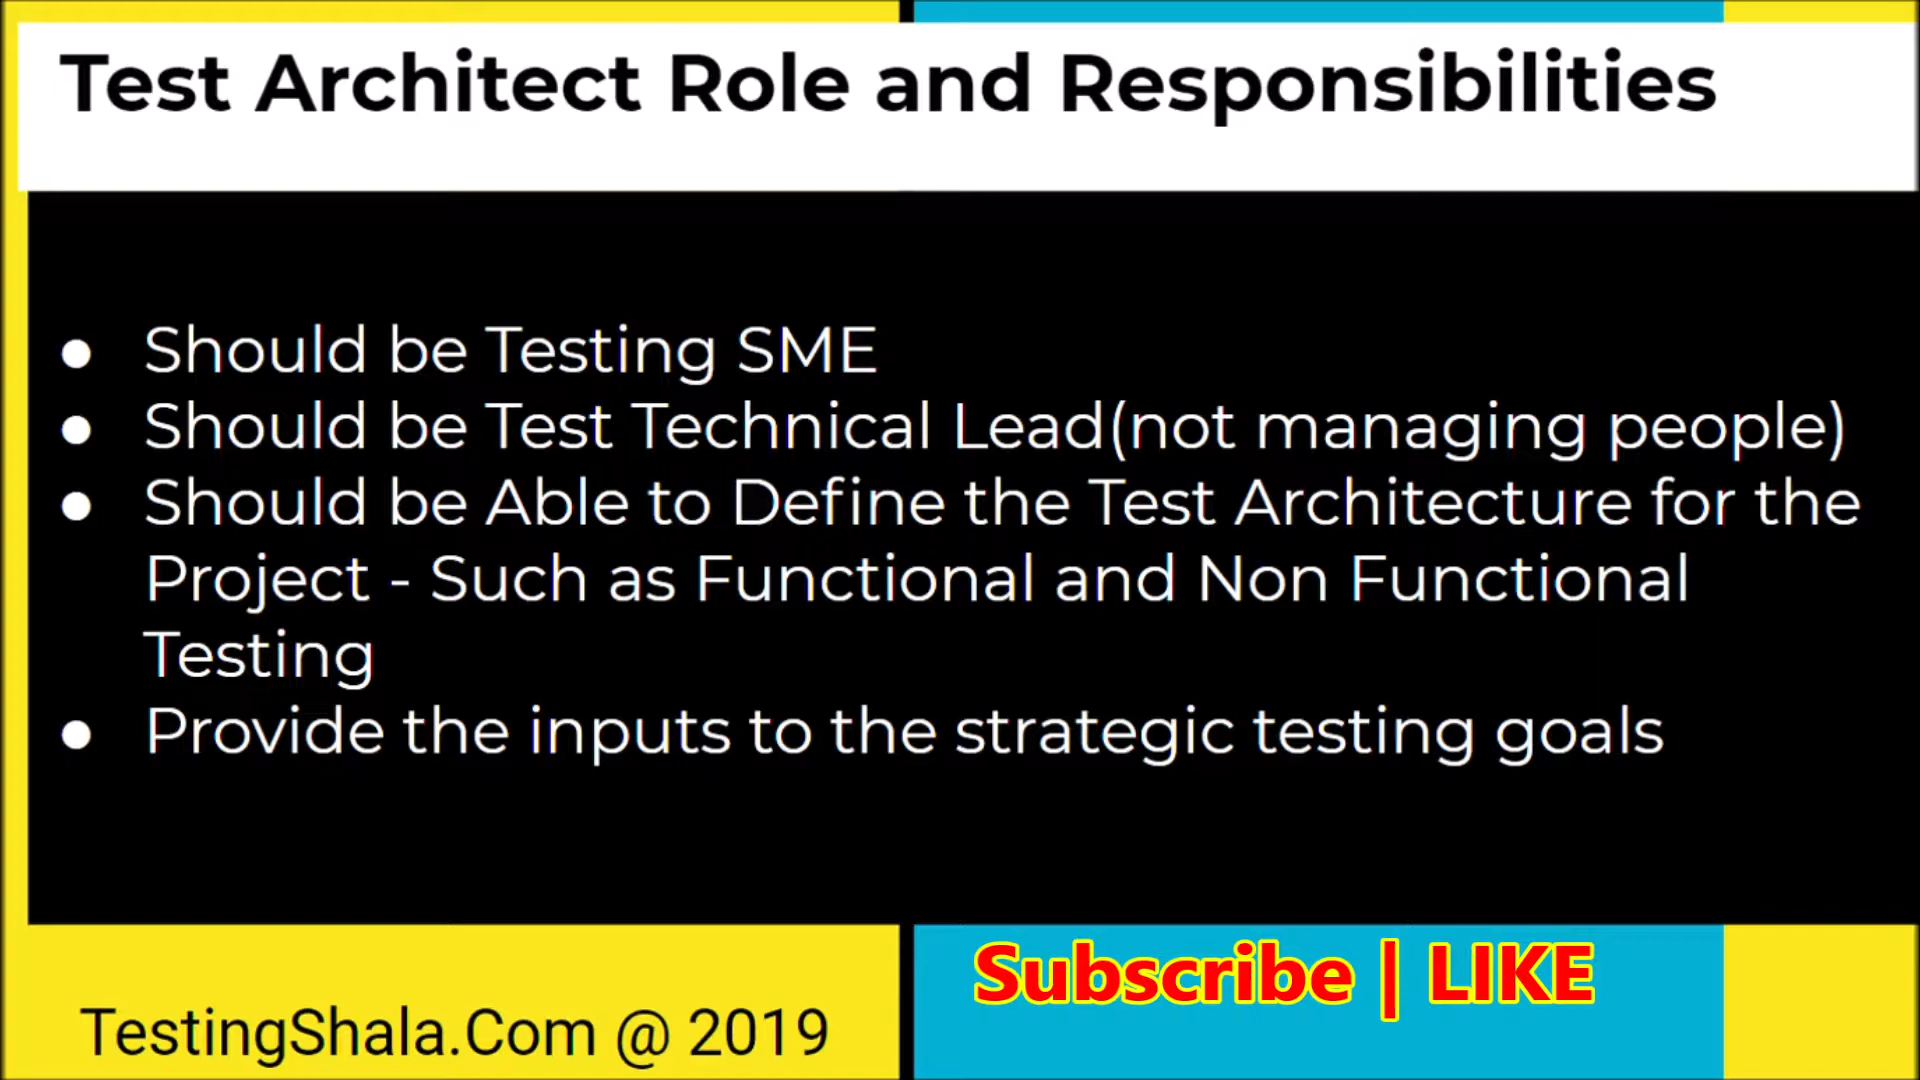 Test Architect Role and Responsibilities
● Should be Testing SME
● Should be Test Technical Lead(not managing people)
● Should be Able to Define the Test Architecture for the
Project - Such as Functional and Non Functional
Testing
● Provide the inputs to the strategic testing goals
Subscribe | LIKE
TestingShala.Com @ 2019